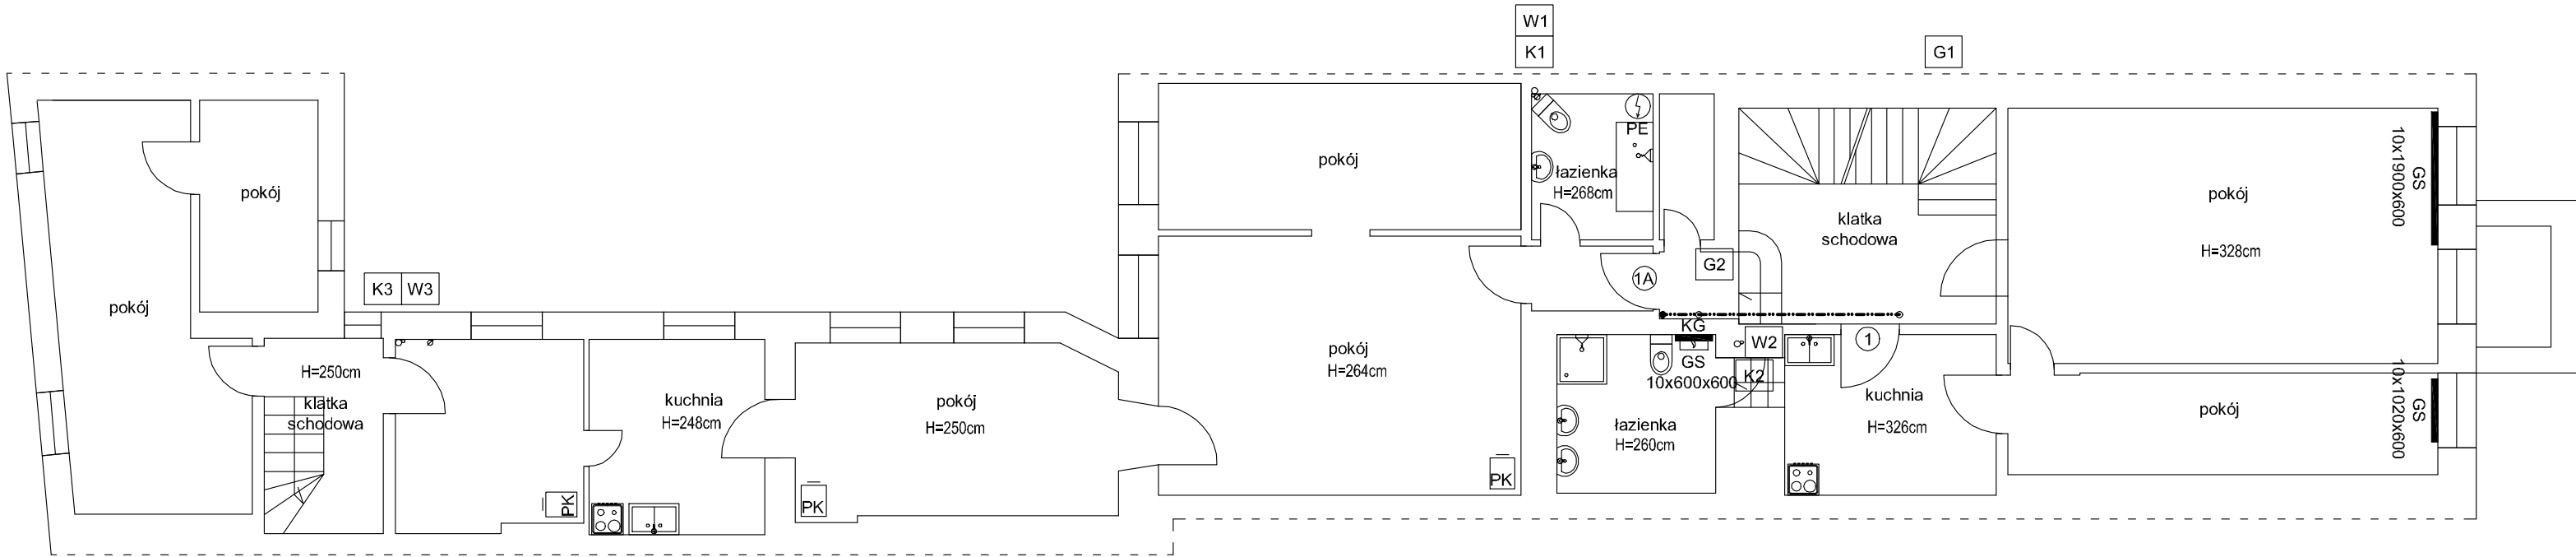 W1
K1
G1
pokój
PE
łazienka
H=268cm
pokój
klatka
schodowa
pokój
H=328cm
GS
10x1900x600
pokój
K3 W3
1A
G2
pokój
H=264cm
KG
GS
10x600x600
W2
K2
1
H=250cm
klatka
schodowa
kuchnia
H=248cm
pokój
H=250cm
łazienka
H=260cm
kuchnia
H=326cm
pokój
GS
10x1020x600
PK
PK
PK